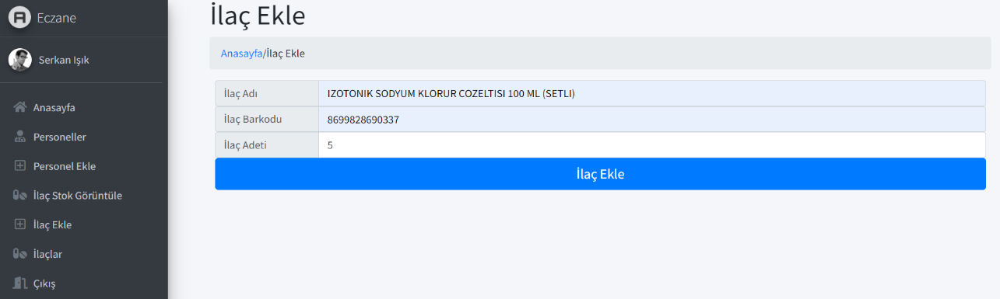 Eczane
Serkan Işık
Anasayfa
Personeller
Personel Ekle
İlaç Stok Görüntüle
İlaç Ekle
İlaçlar
Çıkış
İlaç Ekle
Anasayfa/İlaç Ekle
İlaç Adı IZOTONIK SODYUM KLORUR COZELTISI 100 ML (SETLI)
İlaç Barkodu 8699828690337
İlaç Adeti 5
İlaç Ekle